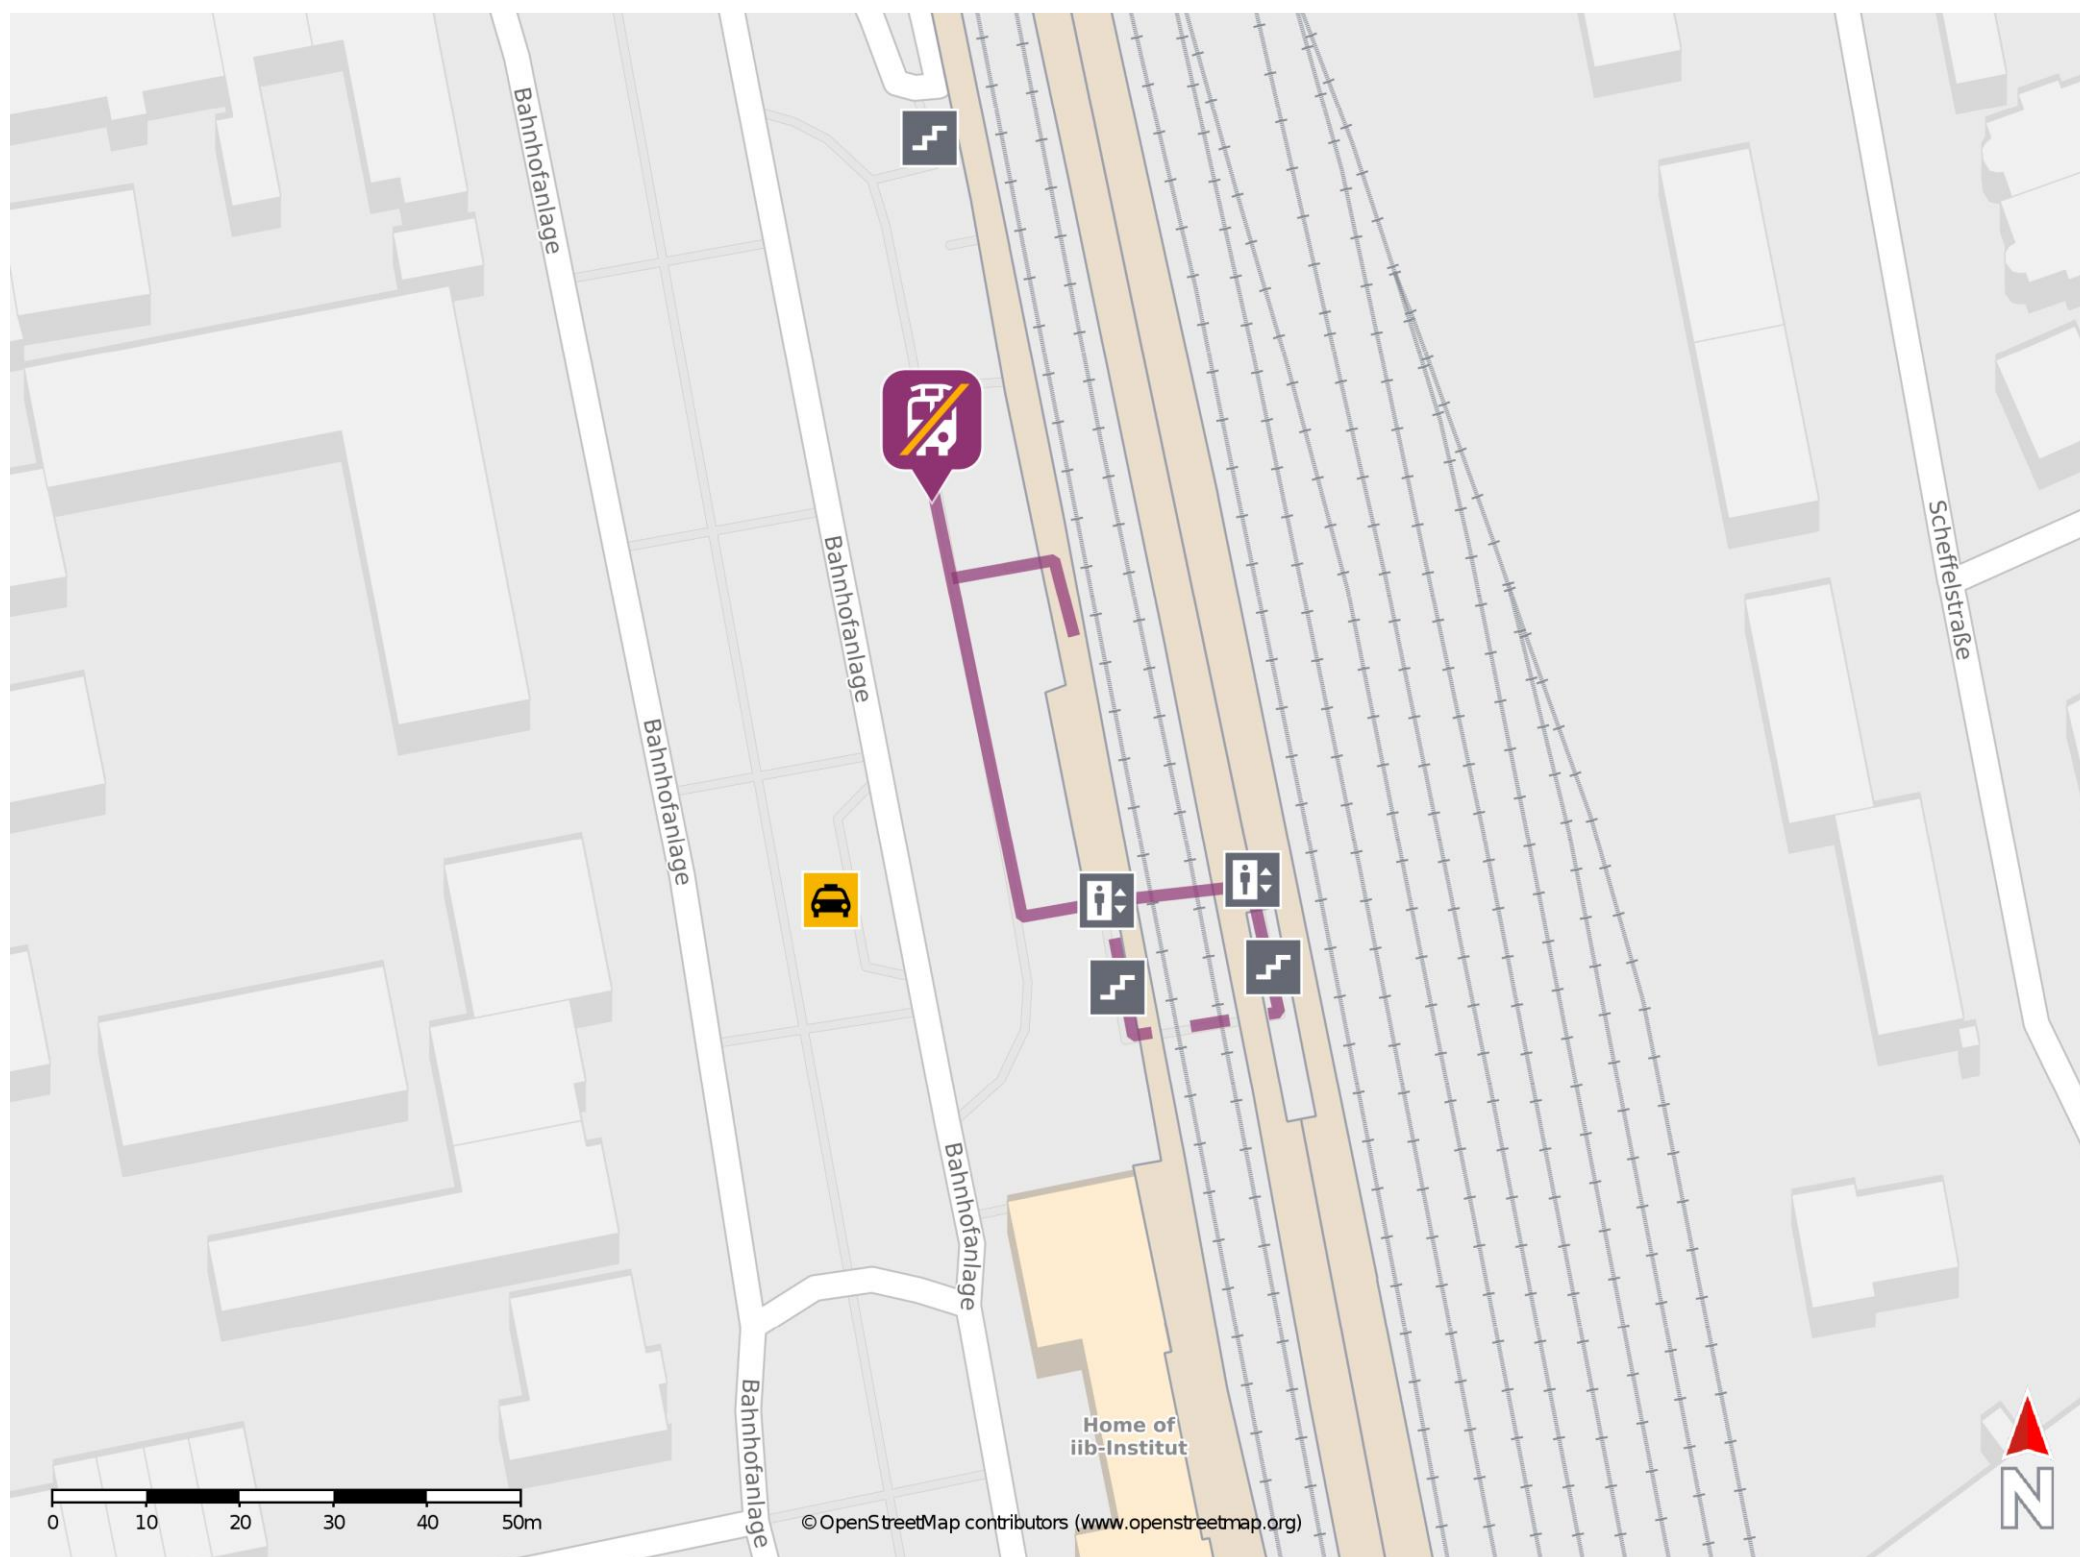 Bahnhofanlage
Bahnhofanlage
Scheffelstraße
Bahnhofanlage
Bahnhofanlage
Bahnhofanlage
Home of
iib-Institut
N
0 10 20 30 40 50m
© OpenStreetMap contributors (www.openstreetmap.org)